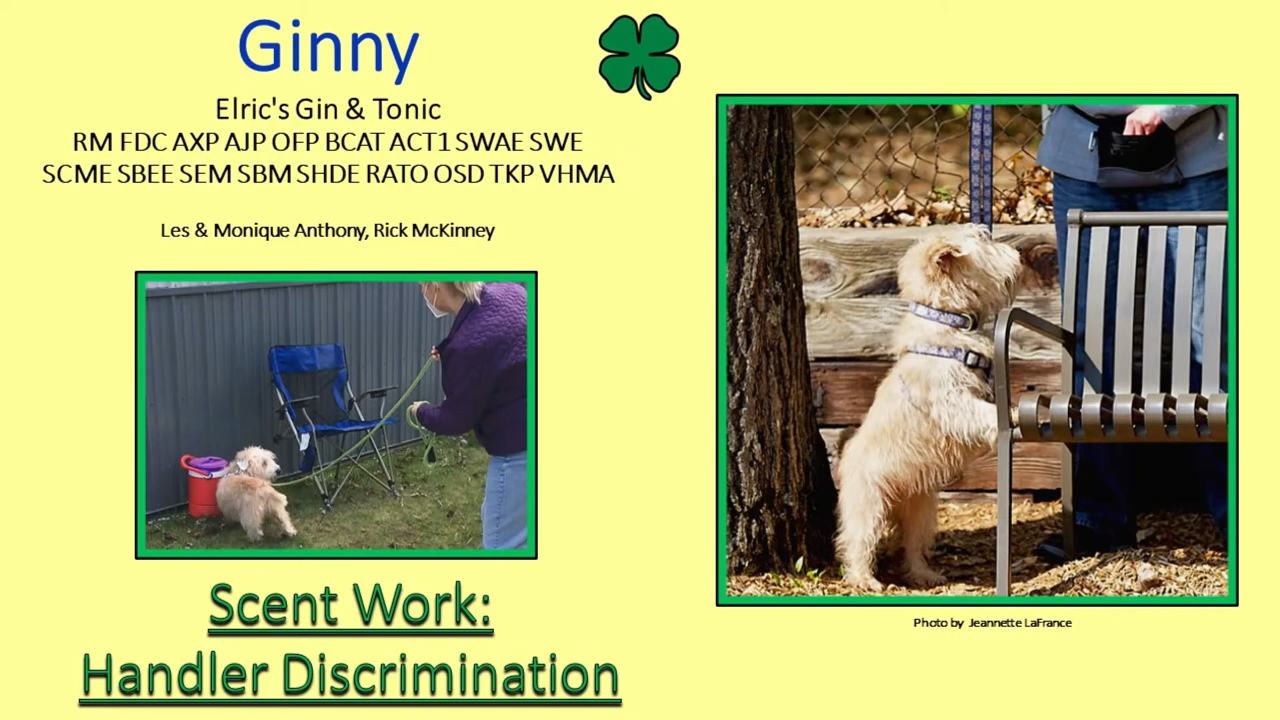 Ginny
Elric's Gin & Tonic
RM FDC AXP AJP OFP BCAT ACT1 SWAE SWE
SCME SBEE SEM SBM SHDE RATO OSD TKP VHMA
Les & Monique Anthony, Rick McKinney
Scent Work:
Handler Discrimination
Photo by Jeannette LaFrance